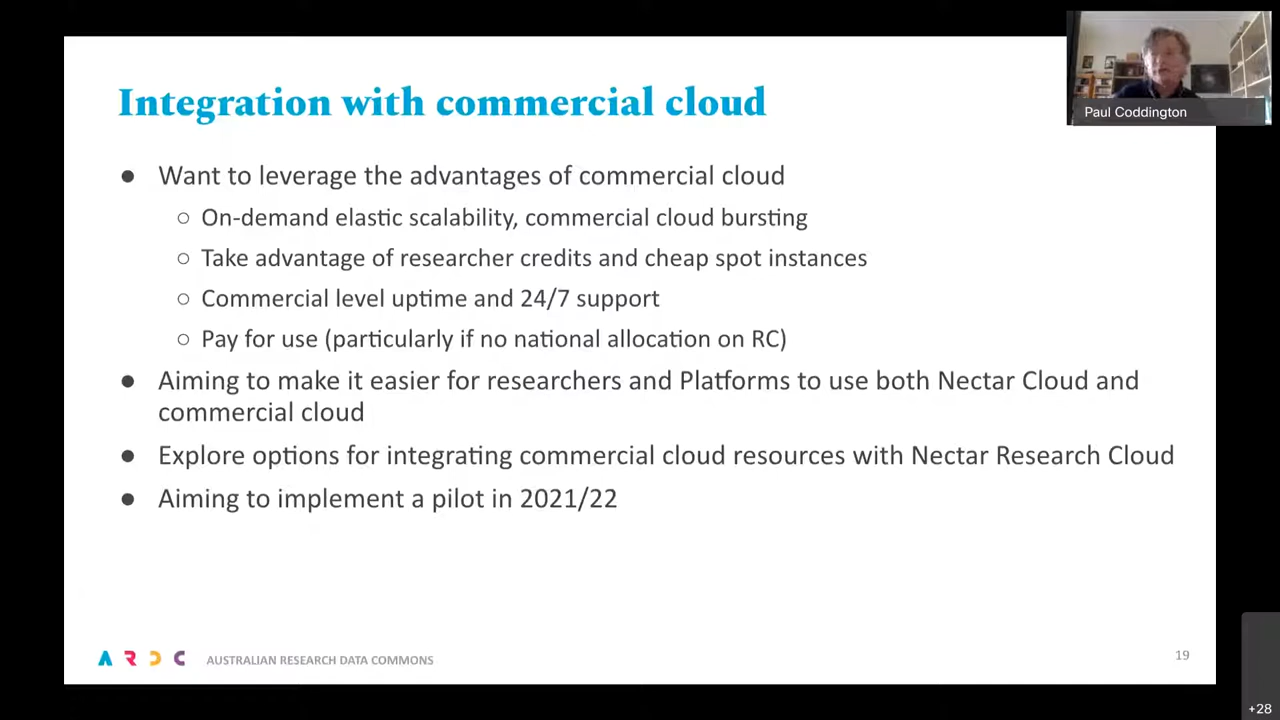 Integration with commercial cloud
Paul Coddington
● Want to leverage the advantages of commercial cloud
○ On-demand elastic scalability, commercial cloud bursting
○ Take advantage of researcher credits and cheap spot instances
○ Commercial level uptime and 24/7 support
○ Pay for use (particularly if no national allocation on RC)
● Aiming to make it easier for researchers and Platforms to use both Nectar Cloud and
commercial cloud
● Explore options for integrating commercial cloud resources with Nectar Research Cloud
● Aiming to implement a pilot in 2021/22
ARDC AUSTRALIAN RESEARCH DATA COMMONS
19
+28